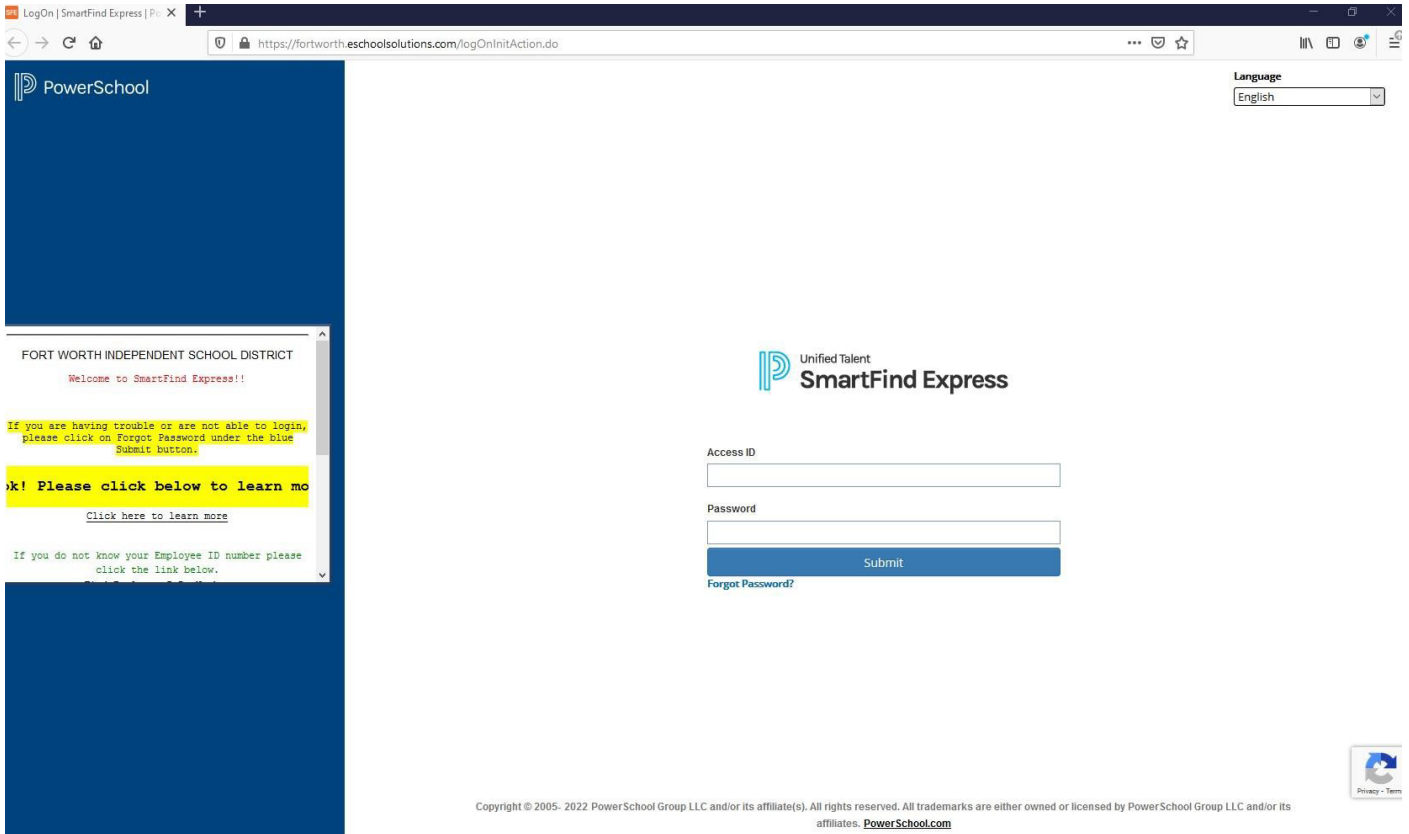 LogOn | SmartFind Express | Po
https://fortworth.eschoolsolutions.com/logOnInitAction.do
PowerSchool
Language
English
FORT WORTH INDEPENDENT SCHOOL DISTRICT
Welcome to SmartFind Express!!
If you are having trouble or are not able to login,
please click on Forgot Password under the blue
Submit button.
ok! Please click below to learn mo
Click here to learn more
If you do not know your Employee ID number please
click the link below.
Unified Talent
SmartFind Express
Access ID
Password
Submit
Forgot Password?
Privacy - Term
Copyright © 2005- 2022 PowerSchool Group LLC and/or its affiliate(s). All rights reserved. All trademarks are either owned or licensed by PowerSchool Group LLC and/or its
affiliates. PowerSchool.com